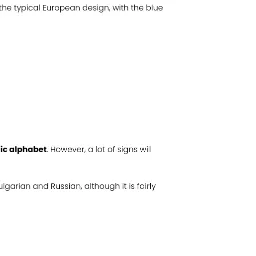 the typical European design, with the blue
ic alphabet. However, a lot of signs will
ulgarian and Russian, although it is fairly